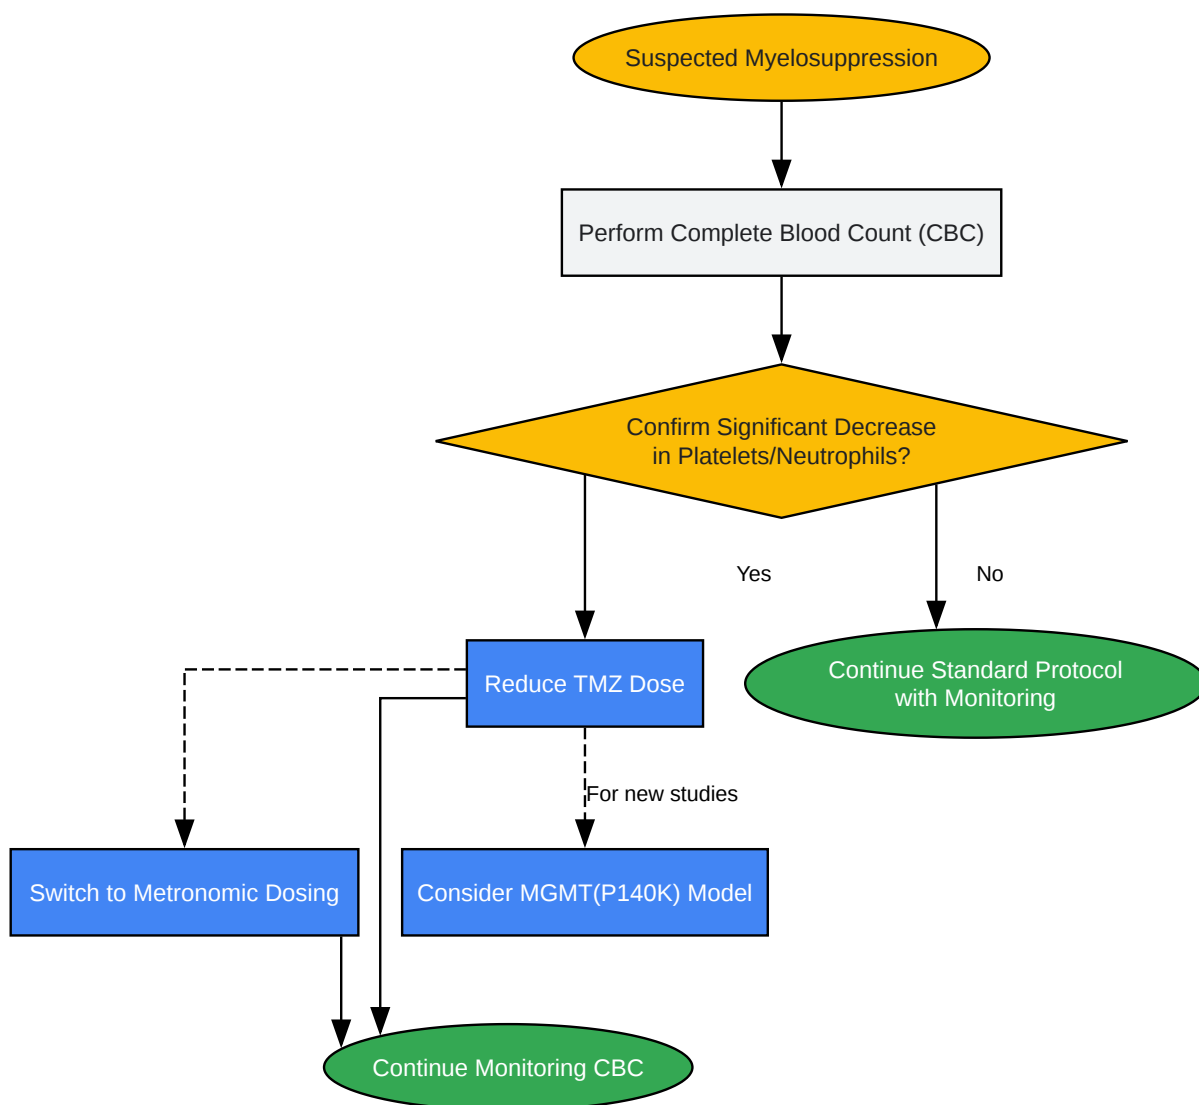 Suspected Myelosuppression
Perform Complete Blood Count (CBC)
Confirm Significant Decrease
in Platelets/Neutrophils?
Yes
No
Reduce TMZ Dose
Continue Standard Protocol
with Monitoring
For new studies
Switch to Metronomic Dosing
Consider MGMT(P140K) Model
Continue Monitoring CBC